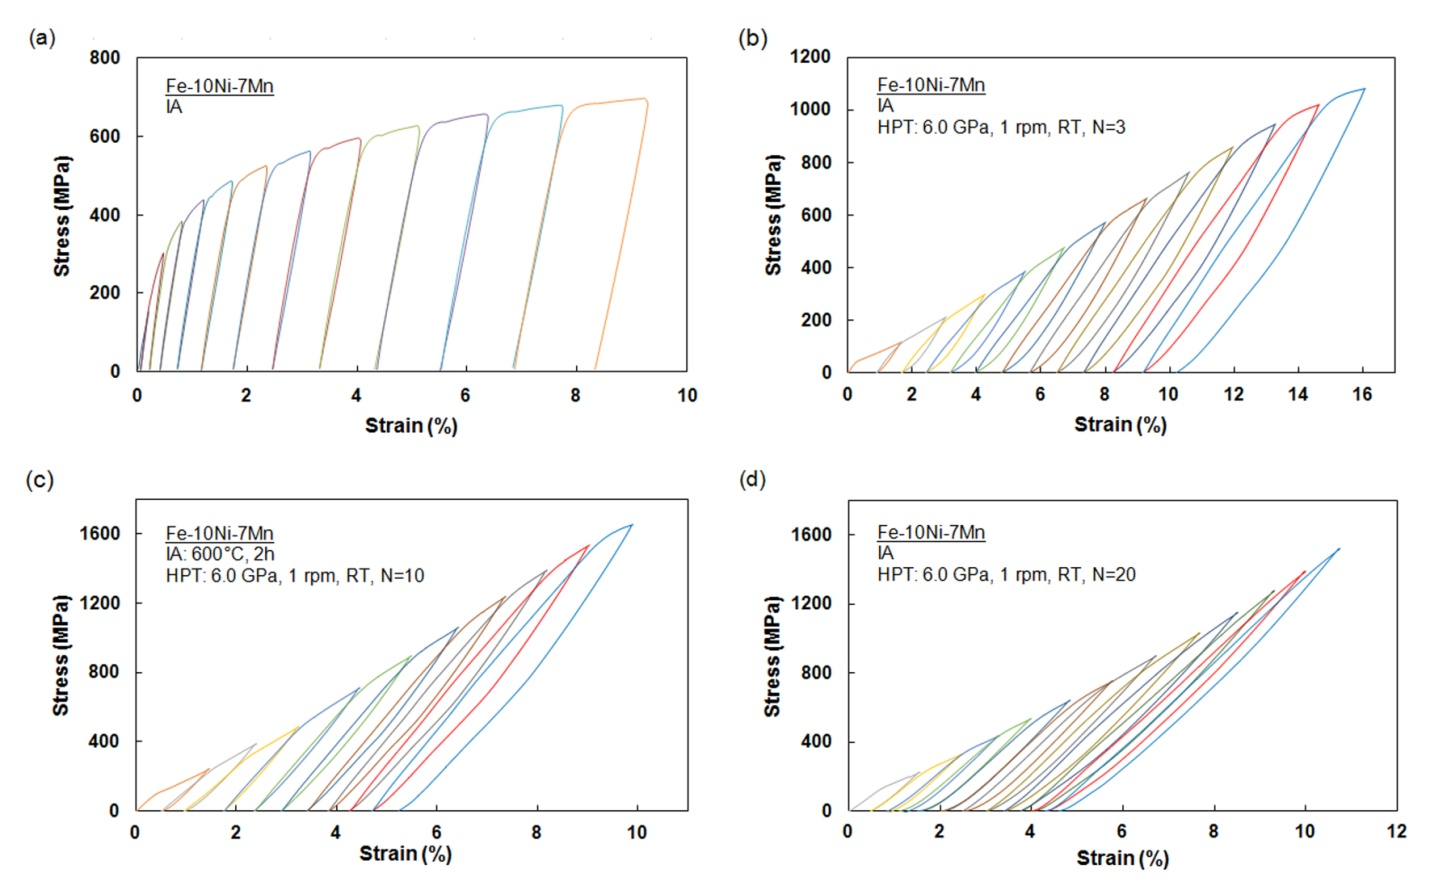 (a)
800
600
400
200
0
Stress (MPa)
Fe-10Ni-7Mn
IA
0 2 4 6 8 10
Strain (%)
(b)
1200
1000
800
600
400
200
0
Stress (MPa)
Fe-10Ni-7Mn
IA
HPT: 6.0 GPa, 1 rpm, RT, N=3
0 2 4 6 8 10 12 14 16
Strain (%)
(c)
1600
1200
800
400
0
Stress (MPa)
Fe-10Ni-7Mn
IA: 600°C, 2h
HPT: 6.0 GPa, 1 rpm, RT, N=10
0 2 4 6 8 10
Strain (%)
(d)
1600
1200
800
400
0
Stress (MPa)
Fe-10Ni-7Mn
IA
HPT: 6.0 GPa, 1 rpm, RT, N=20
0 2 4 6 8 10 12
Strain (%)